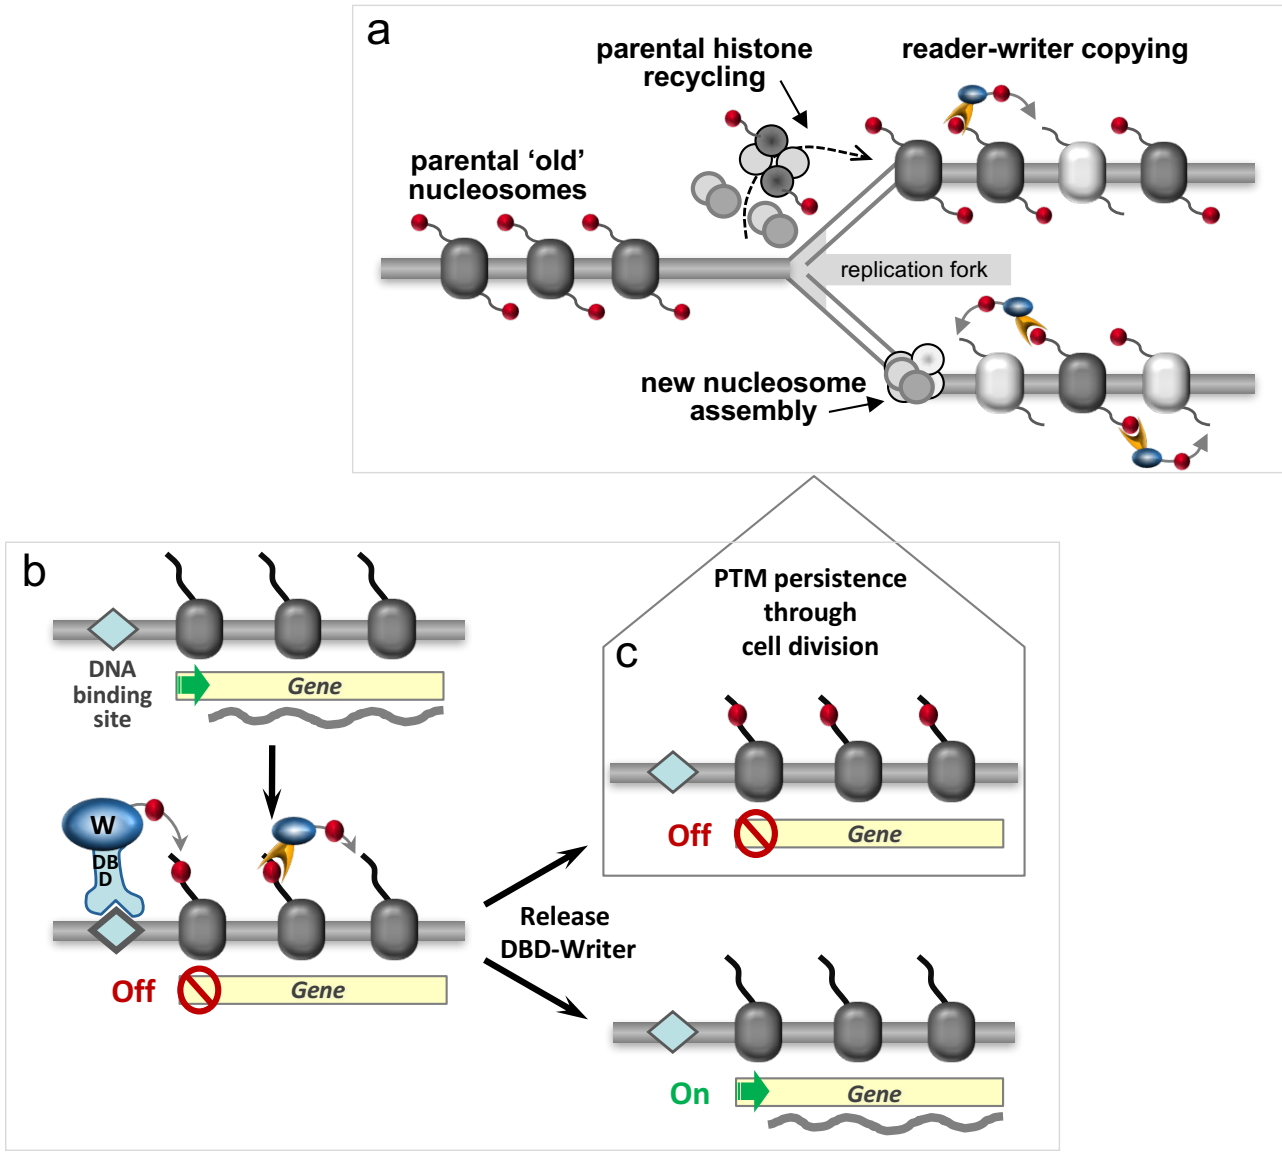 a
parental histone
recycling
reader-writer copying
parental ‘old’
nucleosomes
replication fork
new nucleosome
assembly
b
DNA
binding
site
Gene
W
DB
D
Off
Gene
Release
DBD-Writer
PTM persistence
through
cell division
c
Off
Gene
On
Gene